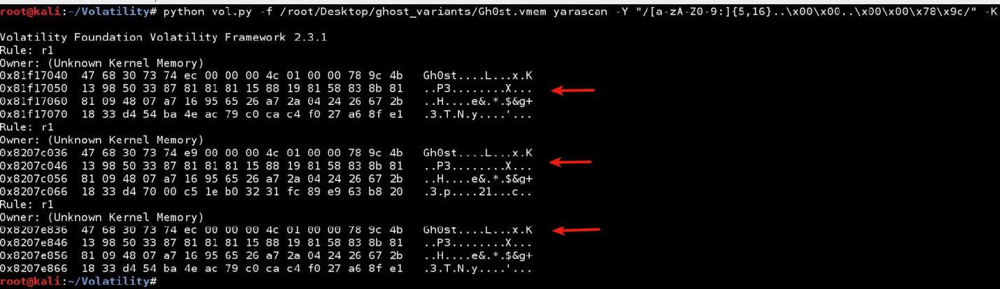 root@kali:~/Volatility# python vol.py -f /root/Desktop/ghost_variants/Gh0st.vmem yarascan -Y "/[a-zA-Z0-9:]{5,16}..\x00\x00..\x00\x00\x78\x9c/" -K
Volatility Foundation Volatility Framework 2.3.1
Rule: r1
Owner: (Unknown Kernel Memory)
0x81f17040  47 68 30 73 74 ec 00 00 00 4c 01 00 00 78 9c 4b   Gh0st....L...x.K
0x81f17050  13 98 50 33 87 81 81 81 15 88 19 81 58 83 8b 81   ..P3........X...
0x81f17060  81 09 48 07 a7 16 95 65 26 a7 2a 04 24 26 67 2b   ..H....e&.*.$&g+
0x81f17070  18 33 d4 54 ba 4e ac 79 c0 ca c4 f0 27 a6 8f e1   .3.T.N.y....'...
Rule: r1
Owner: (Unknown Kernel Memory)
0x8207c036  47 68 30 73 74 e9 00 00 00 4c 01 00 00 78 9c 4b   Gh0st....L...x.K
0x8207c046  13 98 50 33 87 81 81 81 15 88 19 81 58 83 8b 81   ..P3........X...
0x8207c056  81 09 48 07 a7 16 95 65 26 a7 2a 04 24 26 67 2b   ..H....e&.*.$&g+
0x8207c066  18 33 d4 70 00 c5 1e b0 32 31 fc 89 e9 63 b8 20   .3.p....21...c..
Rule: r1
Owner: (Unknown Kernel Memory)
0x8207e836  47 68 30 73 74 ec 00 00 00 4c 01 00 00 78 9c 4b   Gh0st....L...x.K
0x8207e846  13 98 50 33 87 81 81 81 15 88 19 81 58 83 8b 81   ..P3........X...
0x8207e856  81 09 48 07 a7 16 95 65 26 a7 2a 04 24 26 67 2b   ..H....e&.*.$&g+
0x8207e866  18 33 d4 54 ba 4e ac 79 c0 ca c4 f0 27 a6 8f e1   .3.T.N.y....'...
root@kali:~/Volatility#